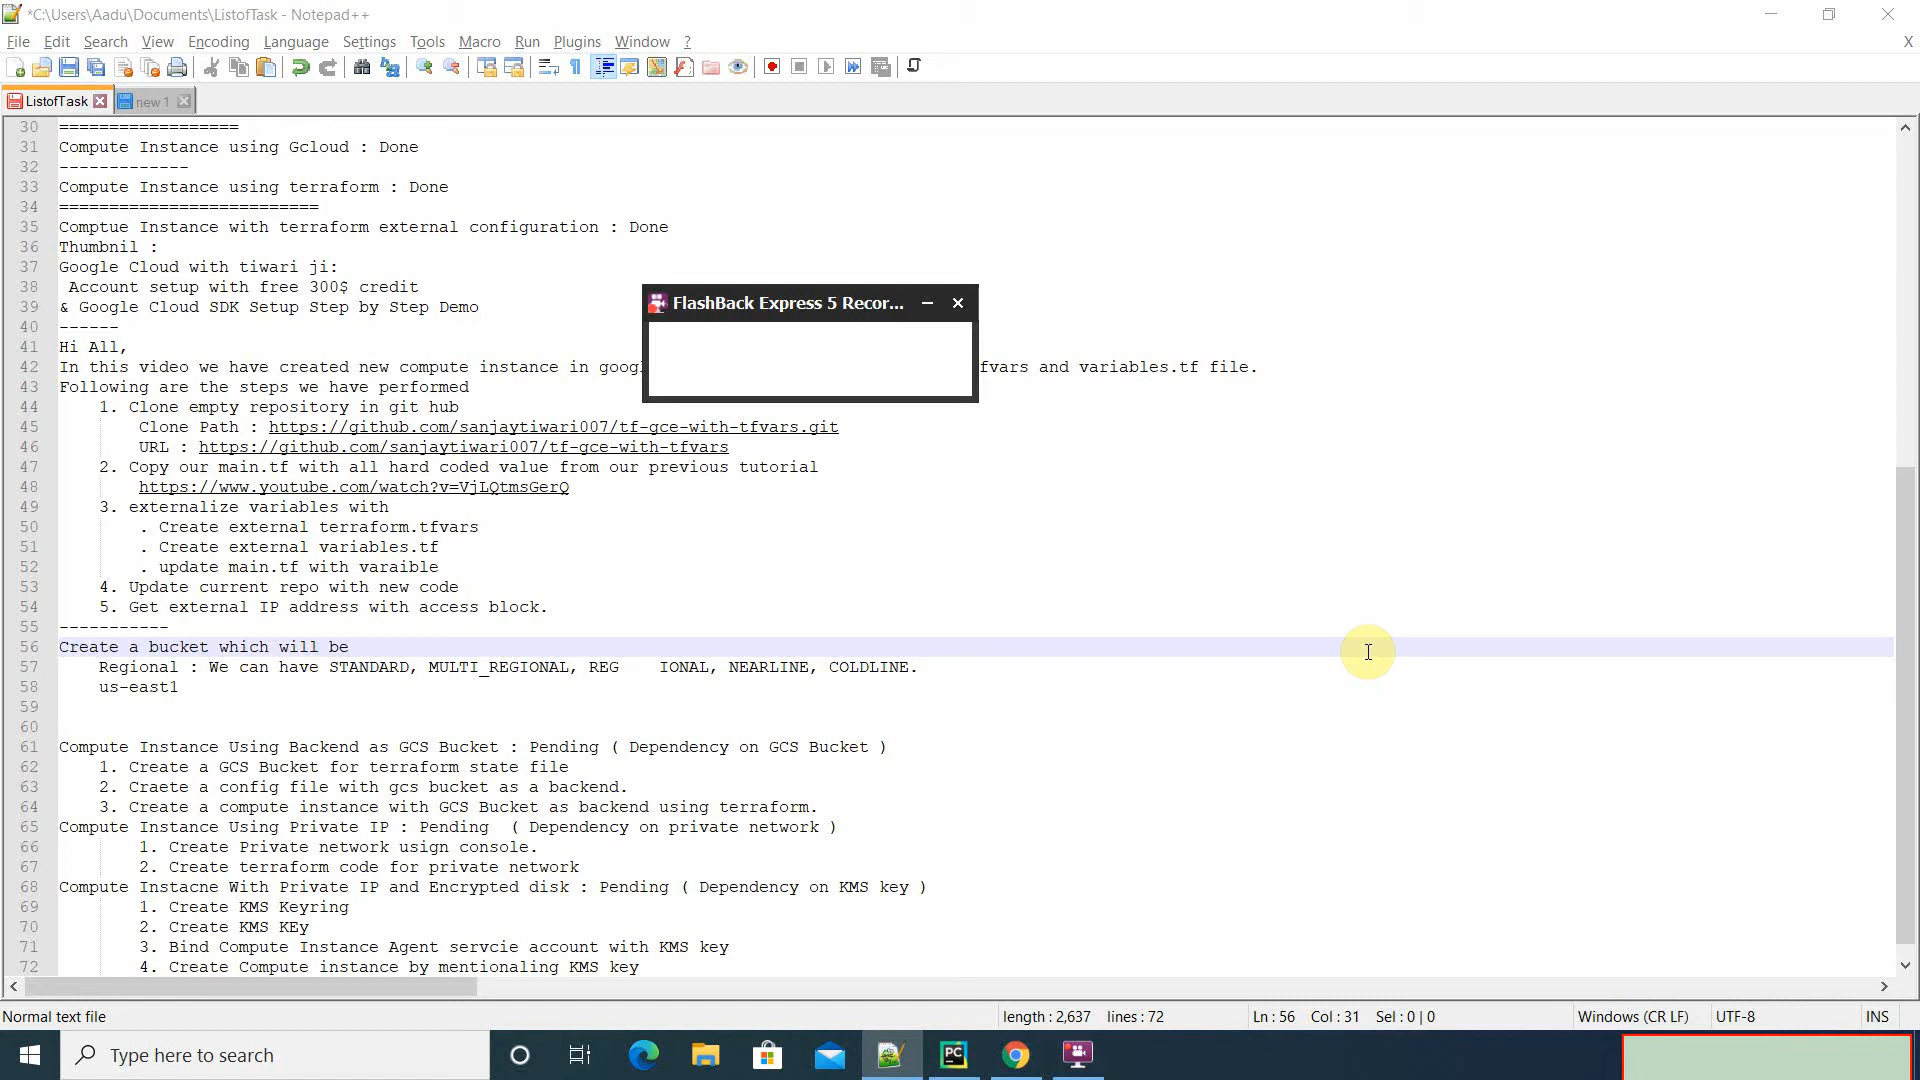 *C:\Users\Aadu\Documents\ListofTask - Notepad++
File Edit Search View Encoding Language Settings Tools Macro Run Plugins Window ? X
ListofTask new 1
30 ==================
31 Compute Instance using Gcloud : Done
32 -------------
33 Compute Instance using terraform : Done
34 ==========================
35 Comptue Instance with terraform external configuration : Done
36 Thumbnil :
37 Google Cloud with tiwari ji:
38 Account setup with free 300$ credit
39 & Google Cloud SDK Setup Step by Step Demo
40 ------
41 Hi All,
42 In this video we have created new compute instance in goog fvars and variables.tf file.
43 Following are the steps we have performed
44 1. Clone empty repository in git hub
45 Clone Path : https://github.com/sanjaytiwari007/tf-gce-with-tfvars.git
46 URL : https://github.com/sanjaytiwari007/tf-gce-with-tfvars
47 2. Copy our main.tf with all hard coded value from our previous tutorial
48 https://www.youtube.com/watch?v=VjLQtmsGerQ
49 3. externalize variables with
50 . Create external terraform.tfvars
51 . Create external variables.tf
52 . update main.tf with varaible
53 4. Update current repo with new code
54 5. Get external IP address with access block.
55 -----------
56 Create a bucket which will be
57 Regional : We can have STANDARD, MULTI_REGIONAL, REG IONAL, NEARLINE, COLDLINE.
58 us-east1
59
60
61 Compute Instance Using Backend as GCS Bucket : Pending ( Dependency on GCS Bucket )
62 1. Create a GCS Bucket for terraform state file
63 2. Craete a config file with gcs bucket as a backend.
64 3. Create a compute instance with GCS Bucket as backend using terraform.
65 Compute Instance Using Private IP : Pending ( Dependency on private network )
66 1. Create Private network usign console.
67 2. Create terraform code for private network
68 Compute Instacne With Private IP and Encrypted disk : Pending ( Dependency on KMS key )
69 1. Create KMS Keyring
70 2. Create KMS KEy
71 3. Bind Compute Instance Agent servcie account with KMS key
72 4. Create Compute instance by mentionaling KMS key
FlashBack Express 5 Recor...
Normal text file length : 2,637 lines : 72 Ln : 56 Col : 31 Sel : 0 | 0 Windows (CR LF) UTF-8 INS
Type here to search
PC